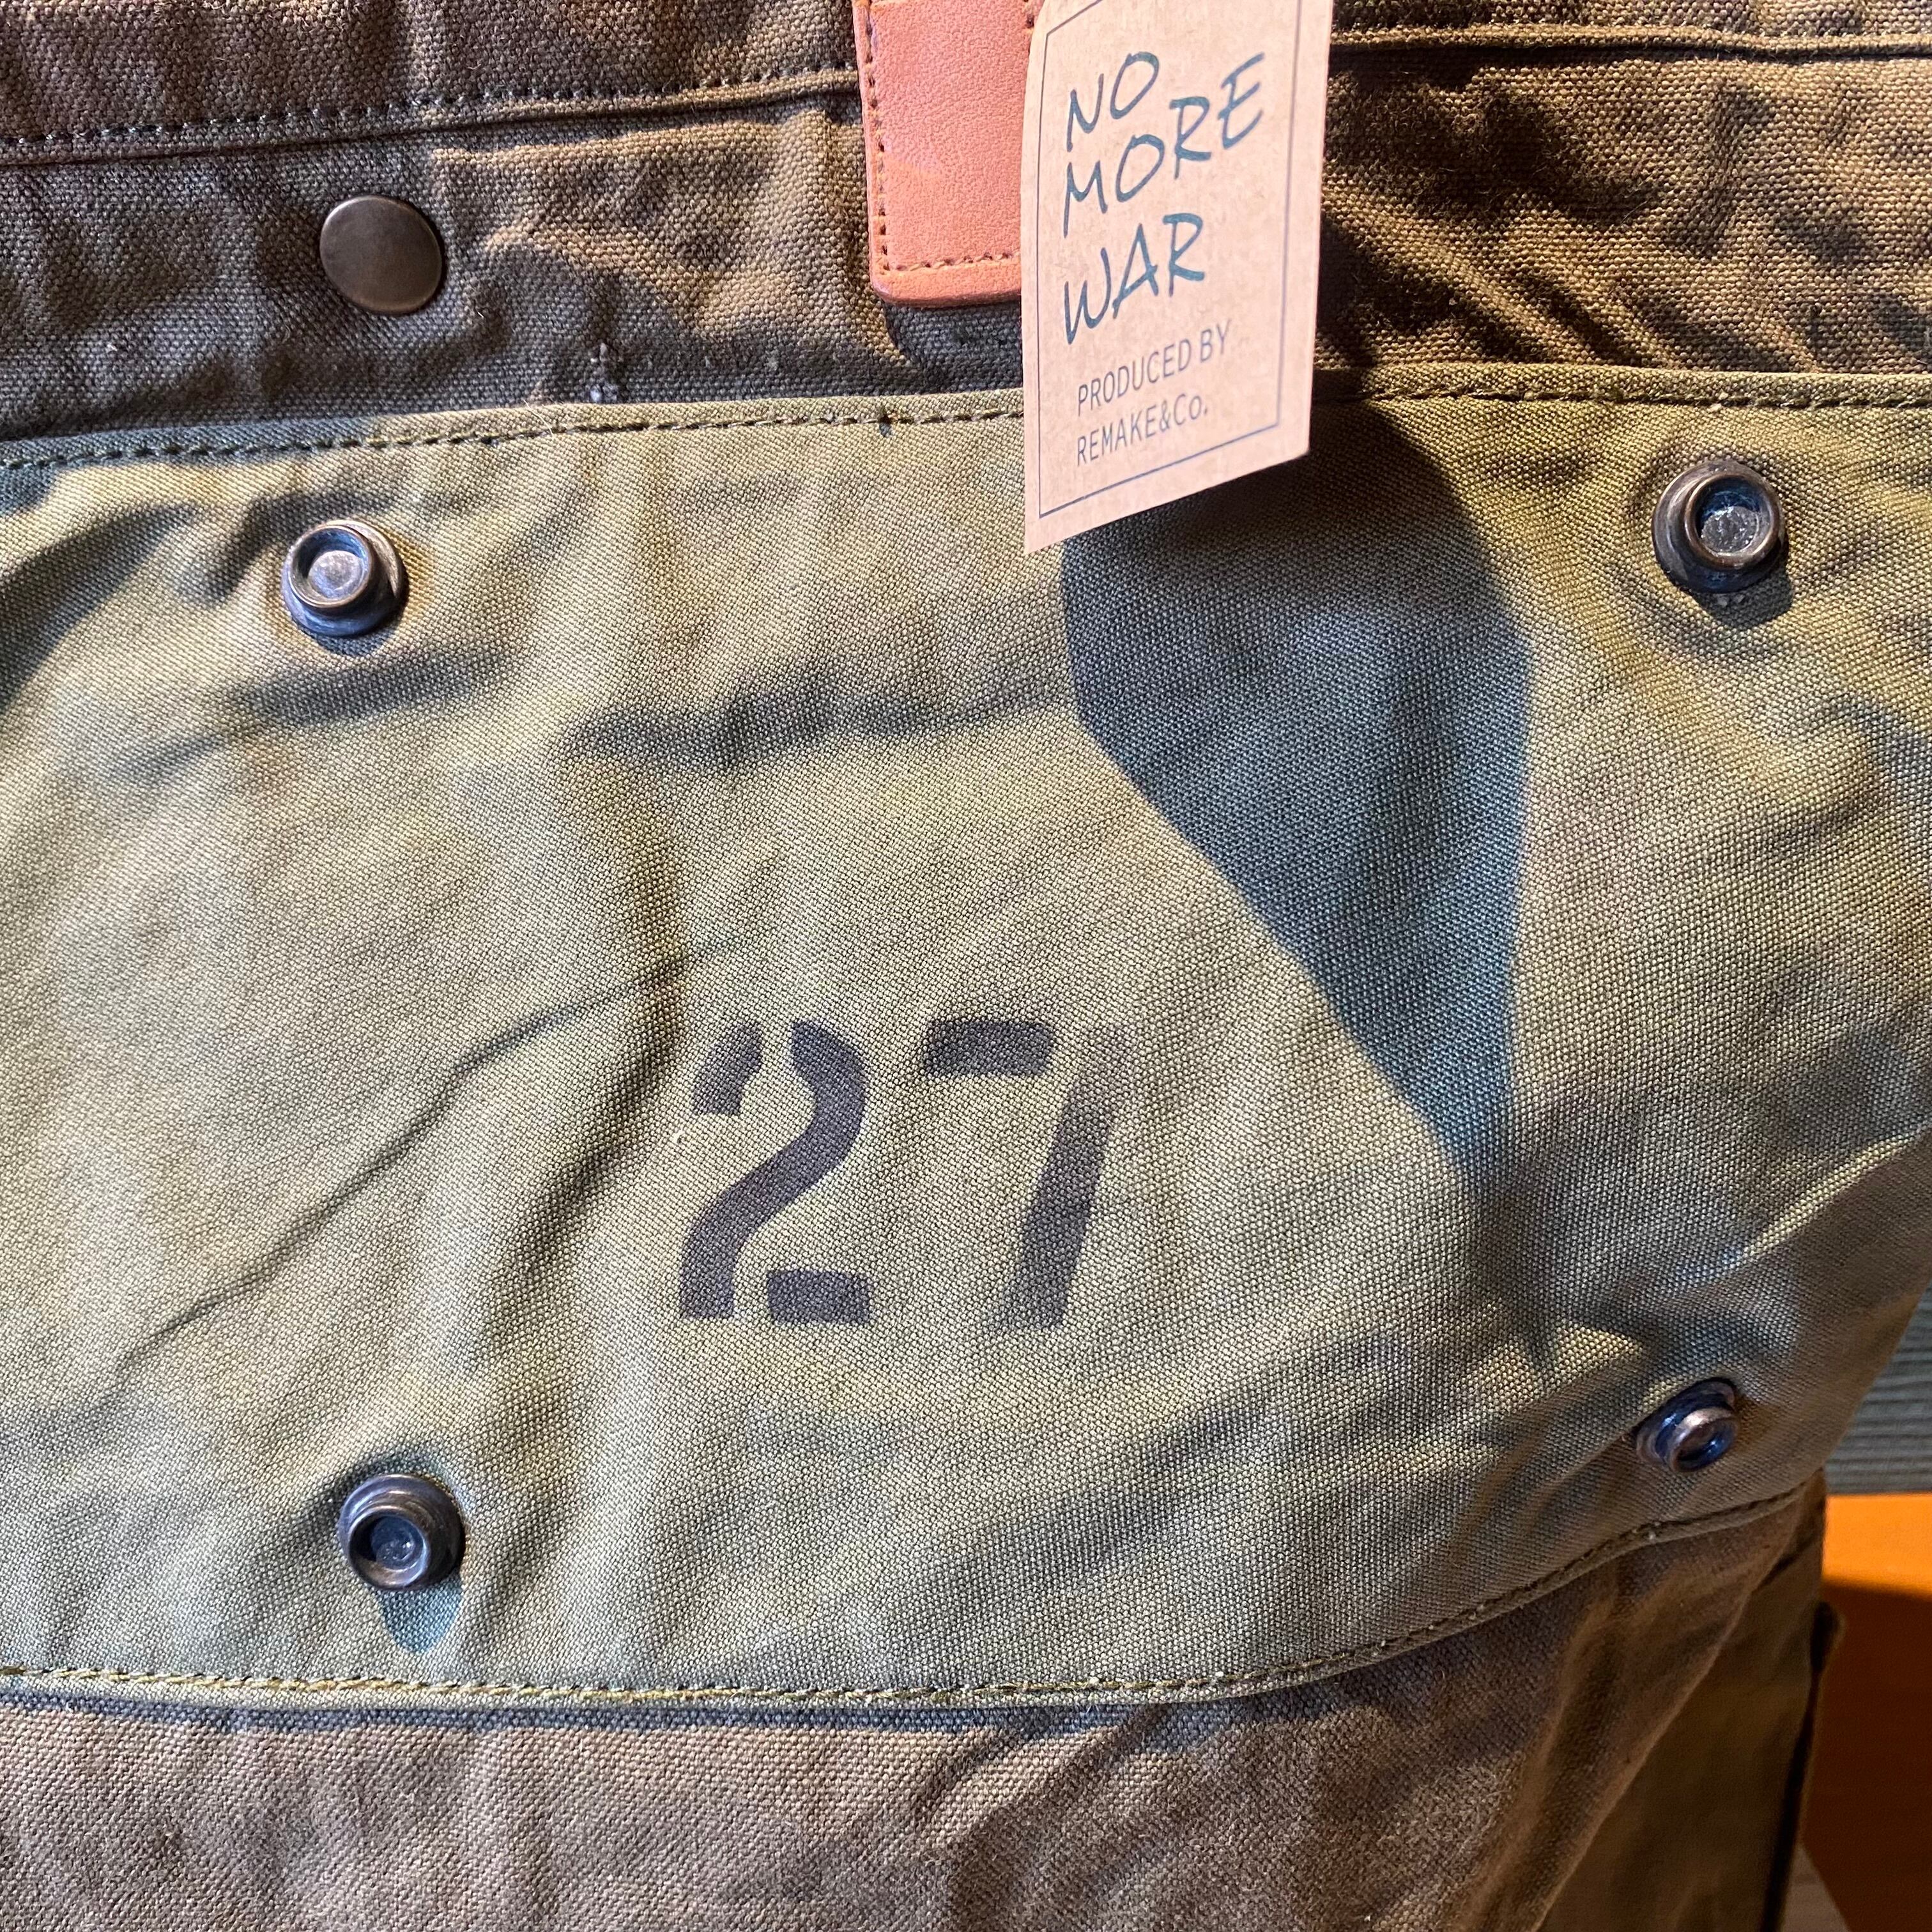 NO
MORE
WAR
PRODUCED BY
REMAKE&Co.
27